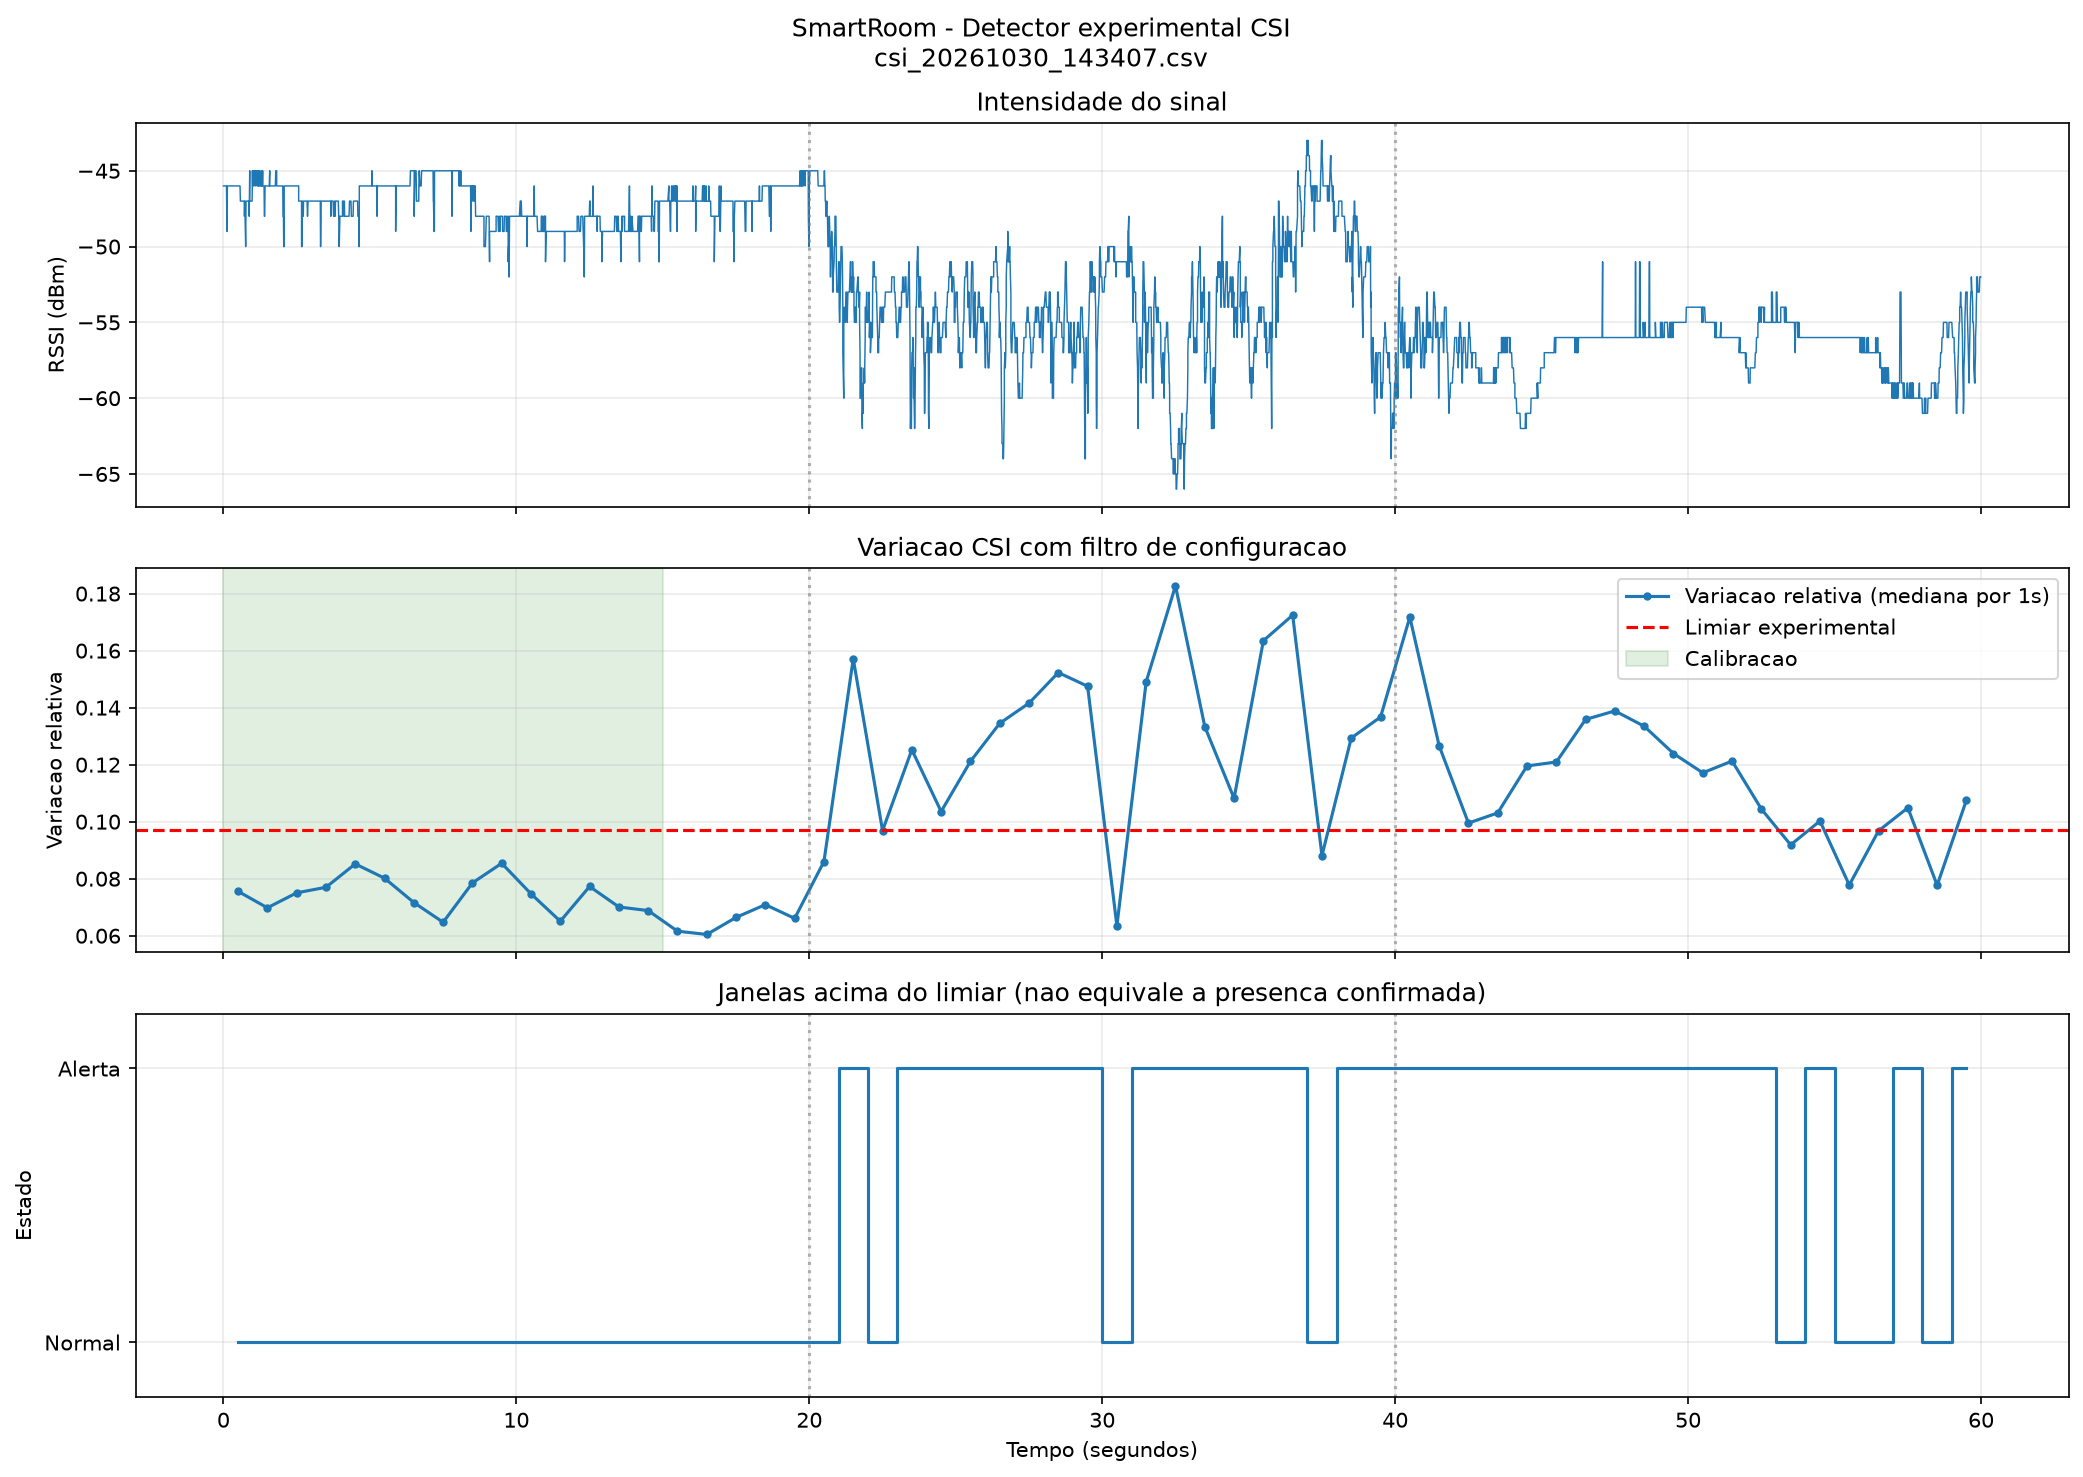 SmartRoom - Detector experimental CSI
csi_20261030_143407.csv
Intensidade do sinal
RSSI (dBm)
−45
−50
−55
−60
−65
Variacao CSI com filtro de configuracao
Variacao relativa
0.18
0.16
0.14
0.12
0.10
0.08
0.06
Variacao relativa (mediana por 1s)
Limiar experimental
Calibracao
Janelas acima do limiar (nao equivale a presenca confirmada)
Estado
Alerta
Normal
0 10 20 30 40 50 60
Tempo (segundos)